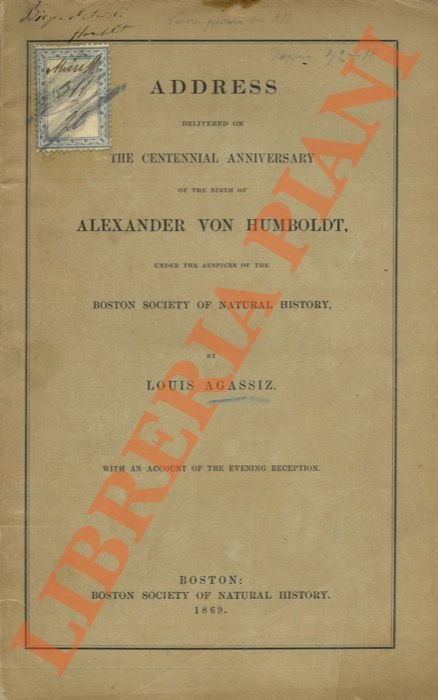 Humboldt
ADDRESS
DELIVERED ON
THE CENTENNIAL ANNIVERSARY
OF THE BIRTH OF
ALEXANDER VON HUMBOLDT,
UNDER THE AUSPICES OF THE
BOSTON SOCIETY OF NATURAL HISTORY,
BY
LOUIS AGASSIZ.
WITH AN ACCOUNT OF THE EVENING RECEPTION.
BOSTON:
BOSTON SOCIETY OF NATURAL HISTORY.
1869.
LIBRERIA PIANI